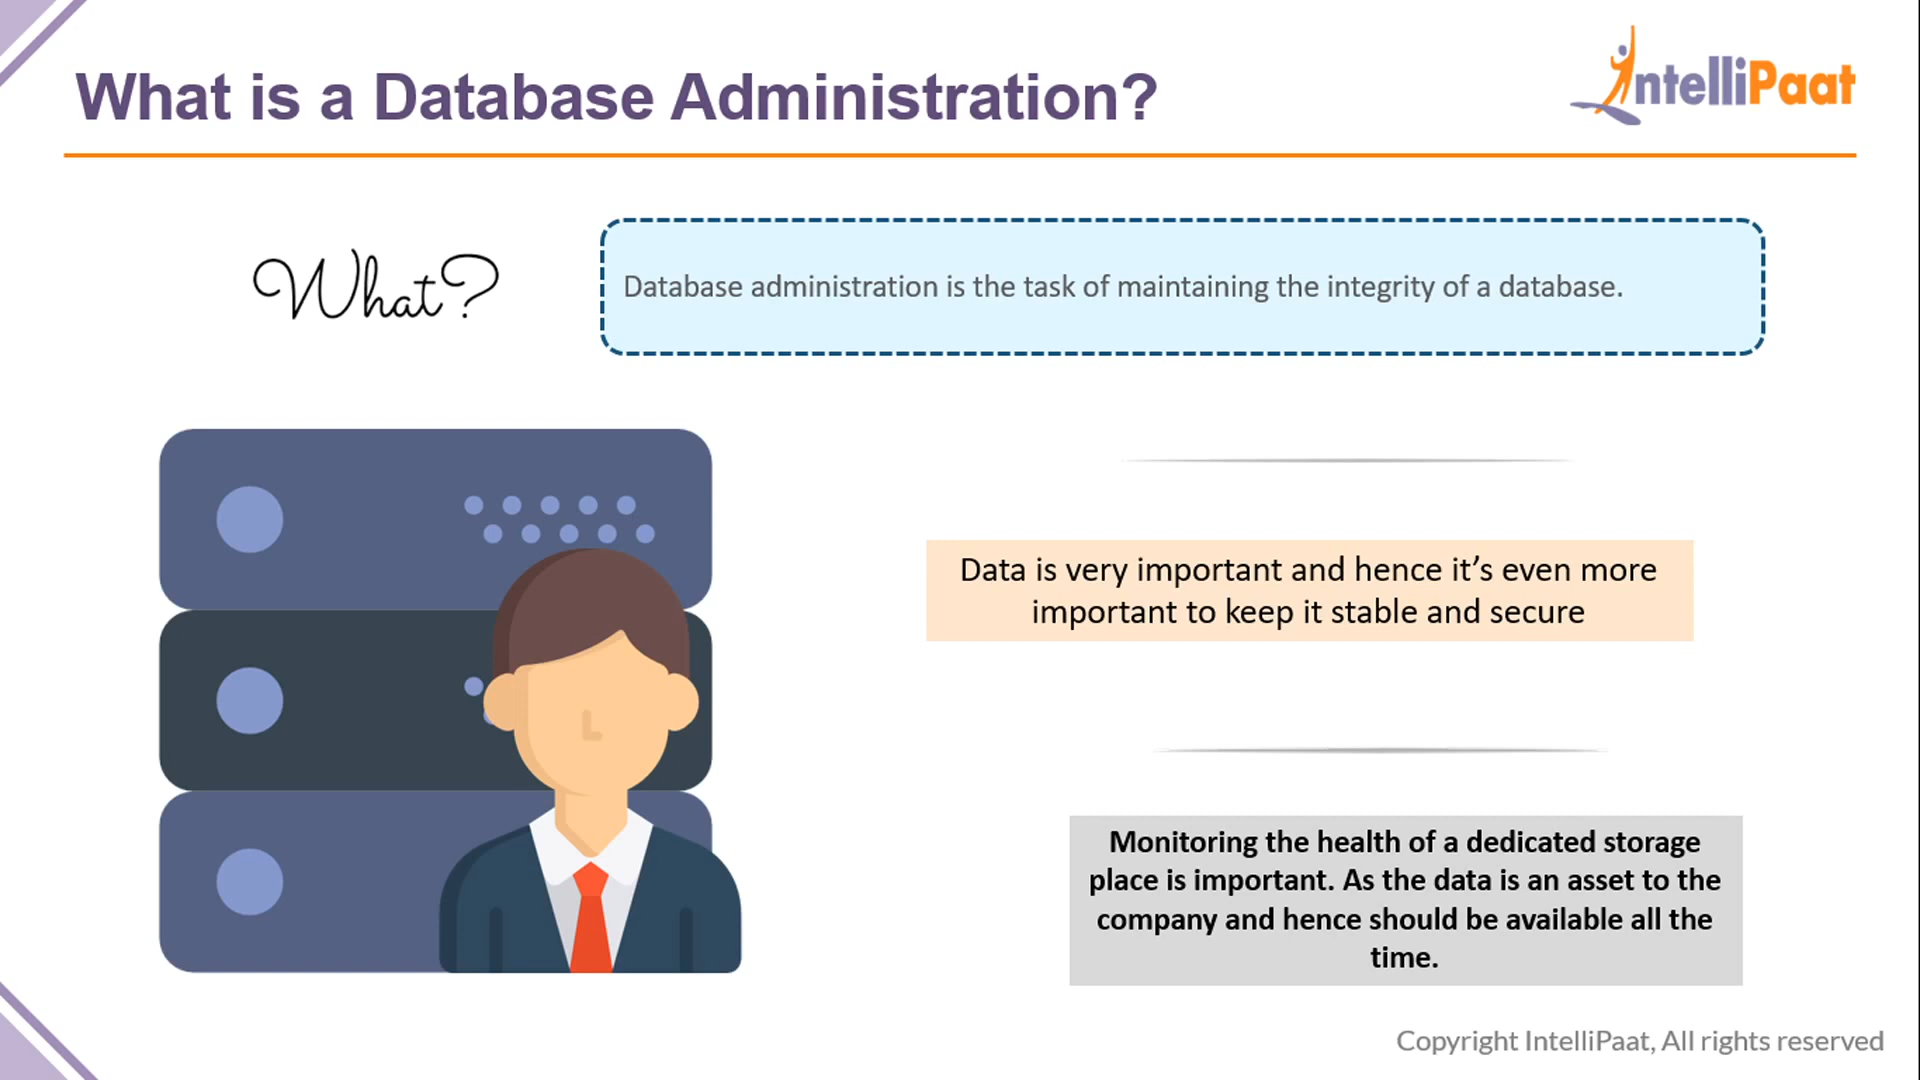 What is a Database Administration?
IntelliPaat
What?
Database administration is the task of maintaining the integrity of a database.
Data is very important and hence it’s even more
important to keep it stable and secure
Monitoring the health of a dedicated storage
place is important. As the data is an asset to the
company and hence should be available all the
time.
Copyright IntelliPaat, All rights reserved